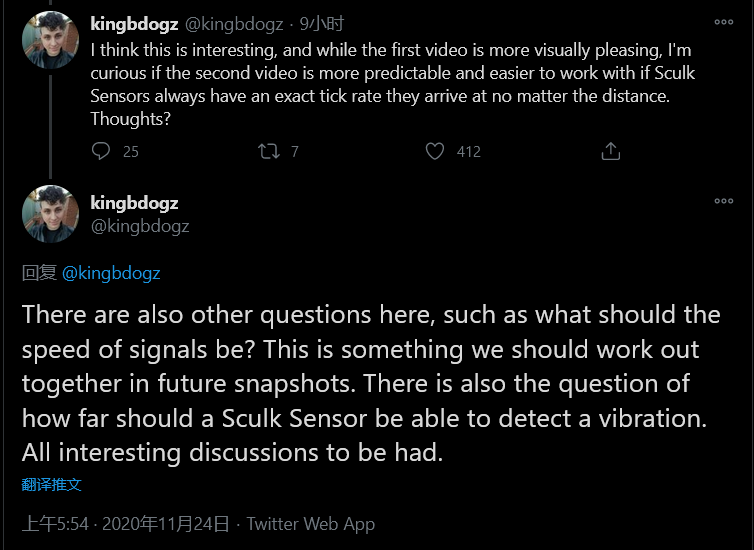 kingbdogz @kingbdogz · 9小时
I think this is interesting, and while the first video is more visually pleasing, I'm
curious if the second video is more predictable and easier to work with if Sculk
Sensors always have an exact tick rate they arrive at no matter the distance.
Thoughts?
25 7 412
kingbdogz
@kingbdogz
回复 @kingbdogz
There are also other questions here, such as what should the
speed of signals be? This is something we should work out
together in future snapshots. There is also the question of
how far should a Sculk Sensor be able to detect a vibration.
All interesting discussions to be had.
翻译推文
上午5:54 · 2020年11月24日 · Twitter Web App